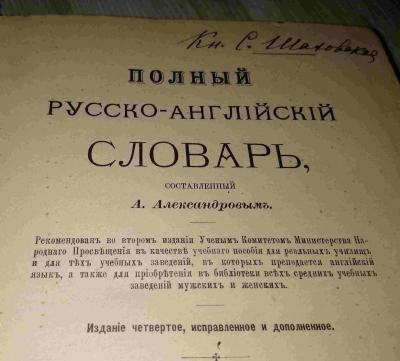 Кн. С. Шаховская
ПОЛНЫЙ
РУССКО-АНГЛІЙСКІЙ
СЛОВАРЬ,
СОСТАВЛЕННЫЙ
А. Александровымъ.
Рекомендованъ во второмъ изданіи Ученымъ Комитетомъ Министерства На-
роднаго Просвѣщенія въ качествѣ учебнаго пособія для реальныхъ училищъ
и для тѣхъ учебныхъ заведеній, въ которыхъ преподается англійскій
языкъ, а также для пріобрѣтенія въ библіотеки всѣхъ среднихъ учебныхъ
заведеній мужскихъ и женскихъ.
Изданіе четвертое, исправленное и дополненное.